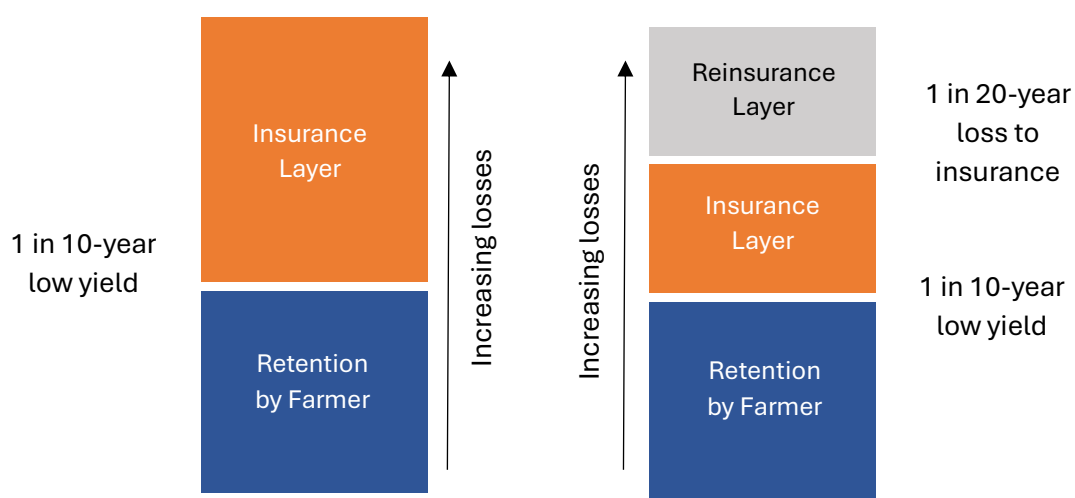 Insurance
Layer
1 in 10-year
low yield
Retention
by Farmer
Increasing losses
Increasing losses
Reinsurance
Layer
Insurance
Layer
Retention
by Farmer
1 in 20-year
loss to
insurance
1 in 10-year
low yield